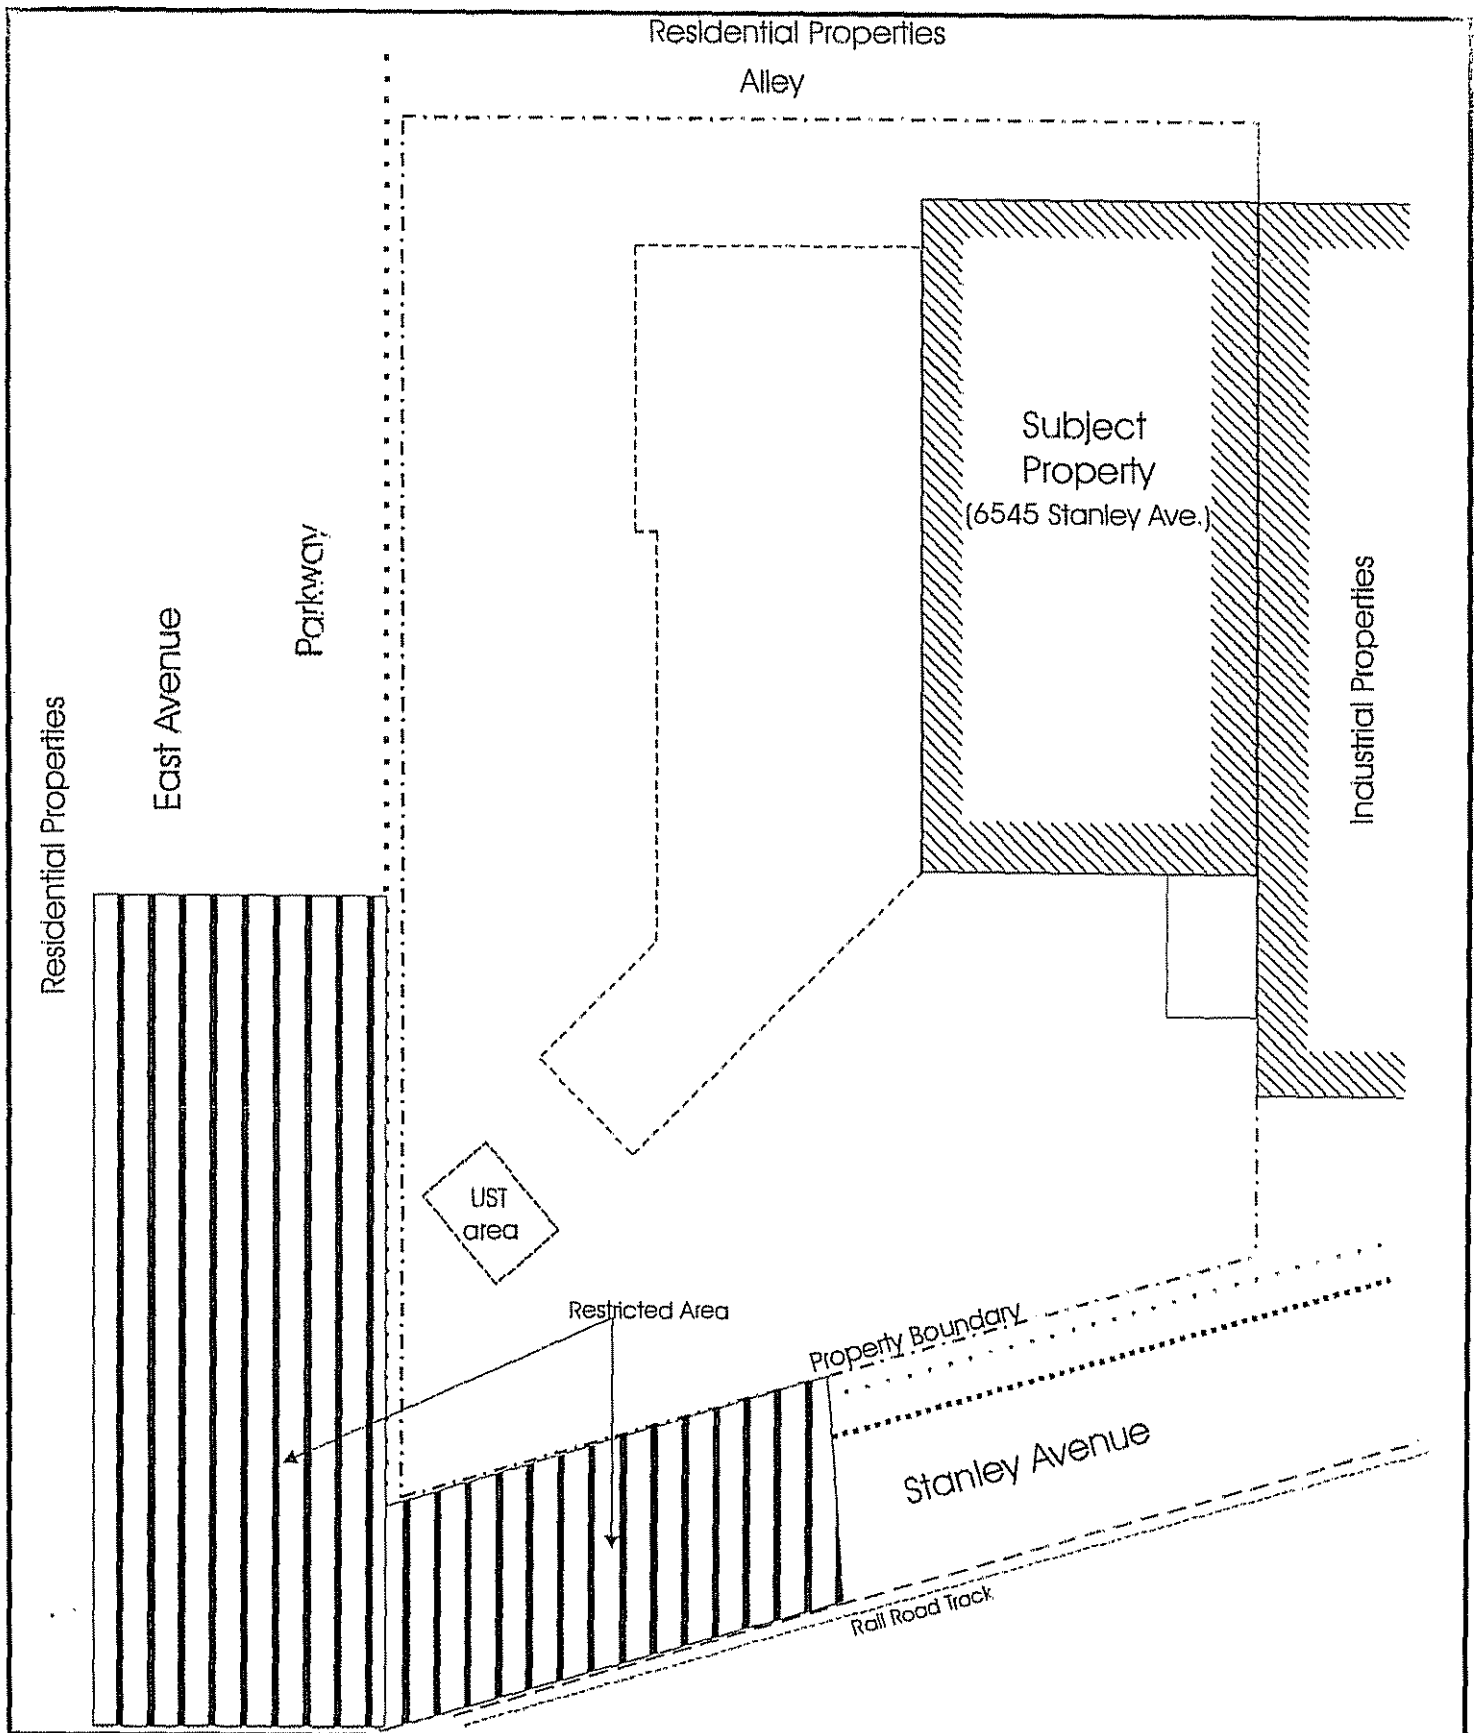 Residential Properties
Alley
Subject
Property
(6545 Stanley Ave.)
Parkway
East Avenue
Residential Properties
Industrial Properties
UST
area
Restricted Area
Property Boundary
Stanley Avenue
Rail Road Track